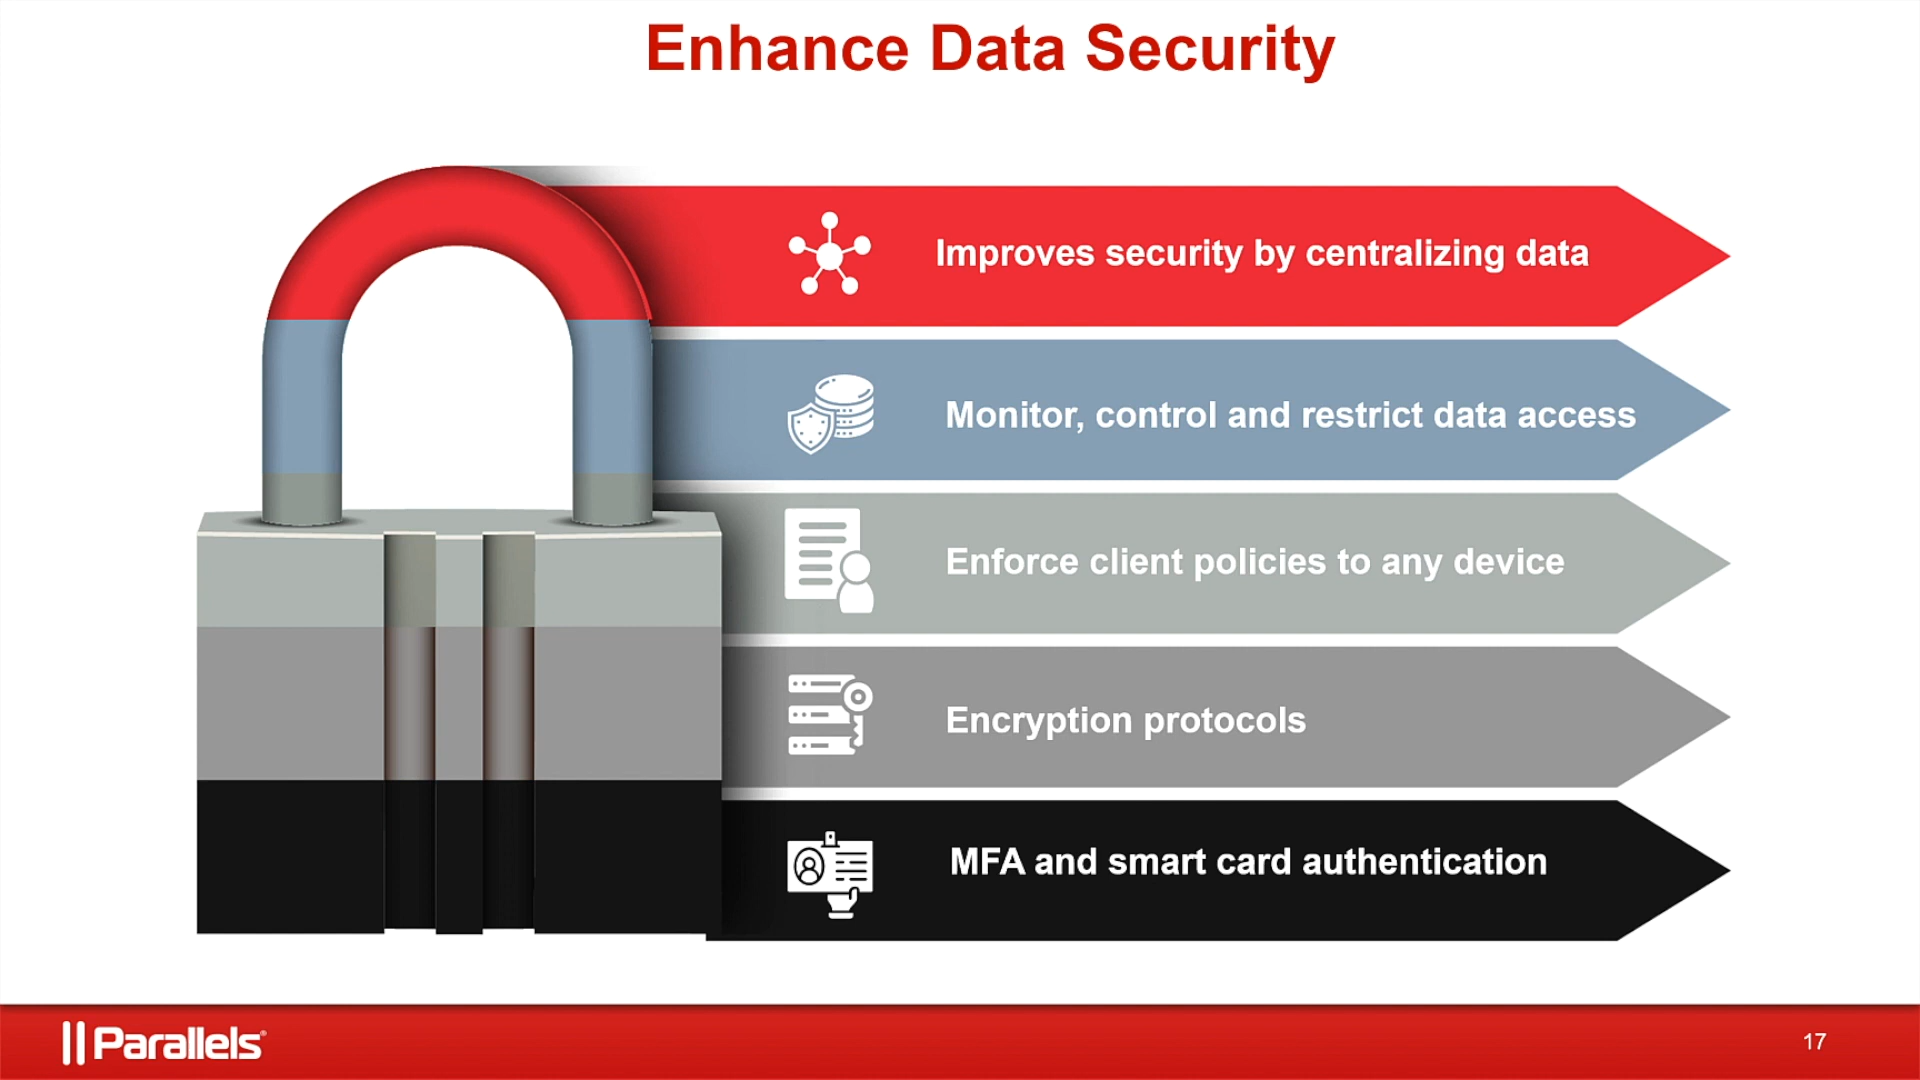 Enhance Data Security
Improves security by centralizing data
Monitor, control and restrict data access
Enforce client policies to any device
Encryption protocols
MFA and smart card authentication
Parallels®
17